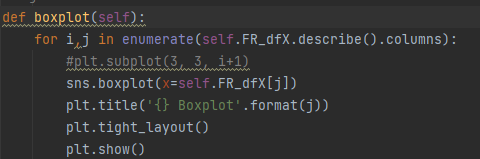 def boxplot(self):
    for i,j in enumerate(self.FR_dfX.describe().columns):
        #plt.subplot(3, 3, i+1)
        sns.boxplot(x=self.FR_dfX[j])
        plt.title('{} Boxplot'.format(j))
        plt.tight_layout()
        plt.show()